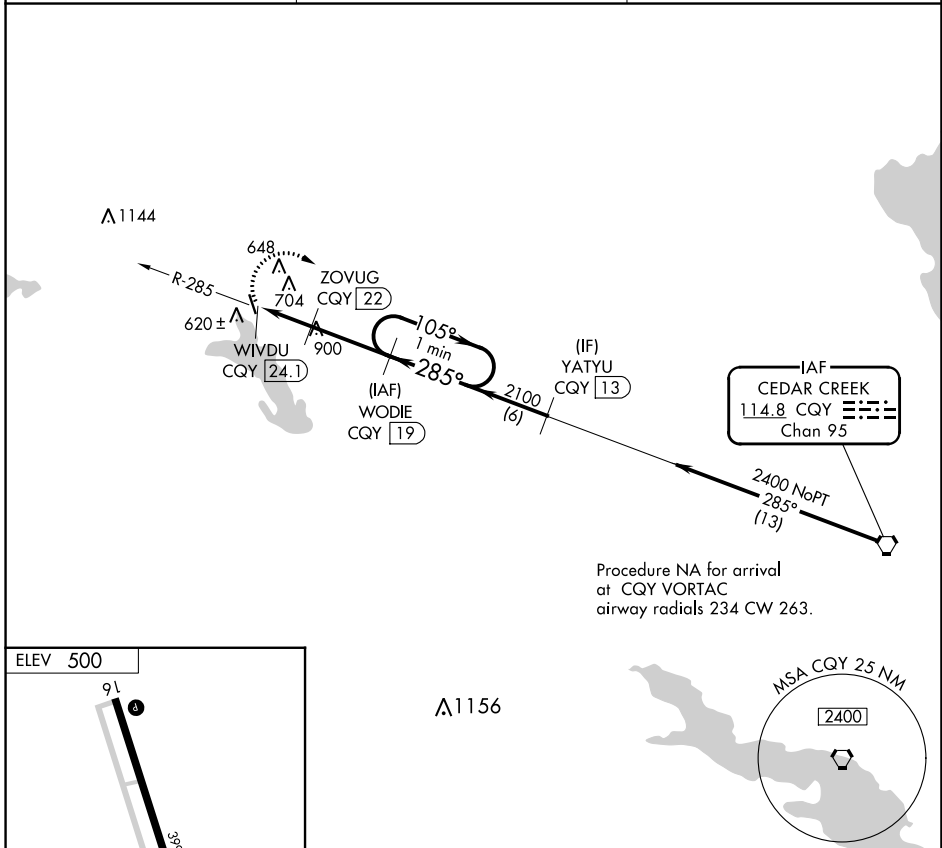 1144
R-285
648
704
620 ±
ZOVUG
CQY 22
900
WIVDU
CQY 24.1
105°
1 min
285°
(IAF)
WODIE
CQY 19
2100
(6)
(IF)
YATYU
CQY 13
IAF
CEDAR CREEK
114.8 CQY
Chan 95
2400 NoPT
285°
(13)
Procedure NA for arrival
at CQY VORTAC
airway radials 234 CW 263.
ELEV 500
16
P
1156
MSA CQY 25 NM
2400